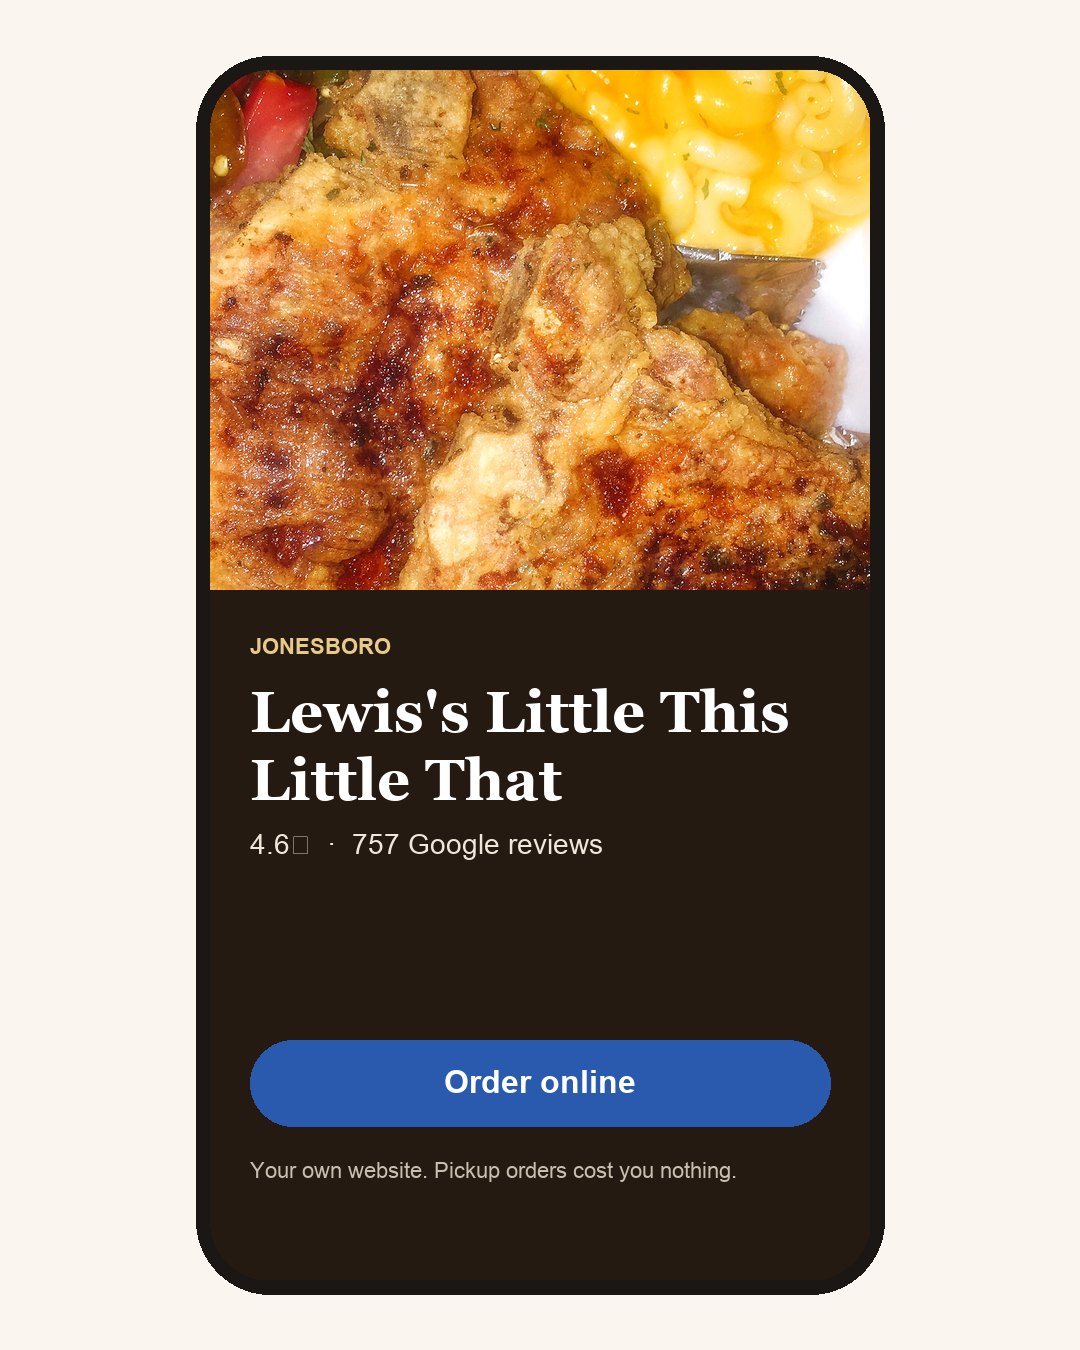 JONESBORO
Lewis's Little This
Little That
4.6□ · 757 Google reviews
Order online
Your own website. Pickup orders cost you nothing.